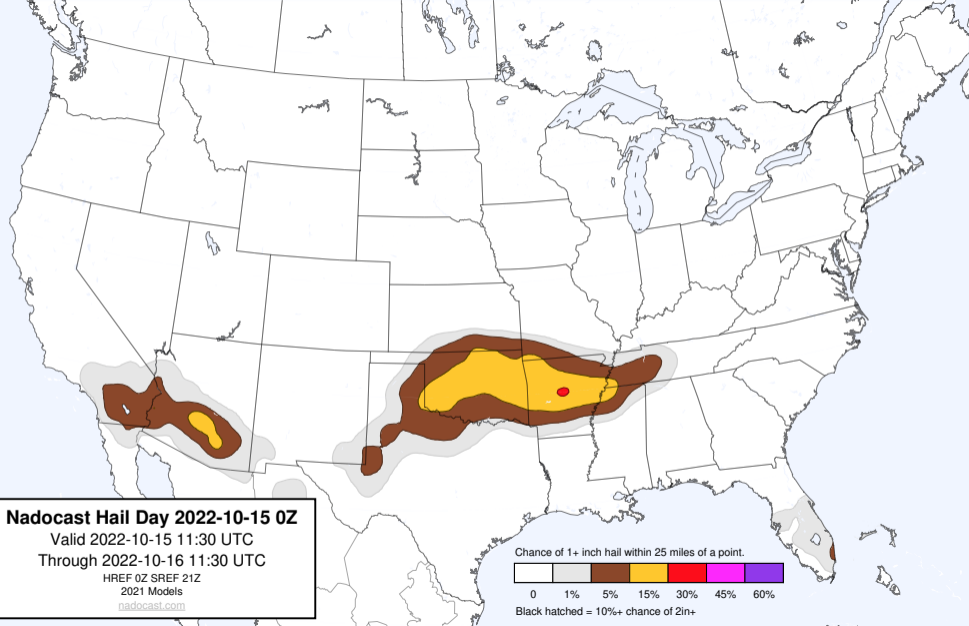 Nadocast Hail Day 2022-10-15 0Z
Valid 2022-10-15 11:30 UTC
Through 2022-10-16 11:30 UTC
HREF 0Z SREF 21Z
2021 Models
nadocast.com
Chance of 1+ inch hail within 25 miles of a point.
0 1% 5% 15% 30% 45% 60%
Black hatched = 10%+ chance of 2in+